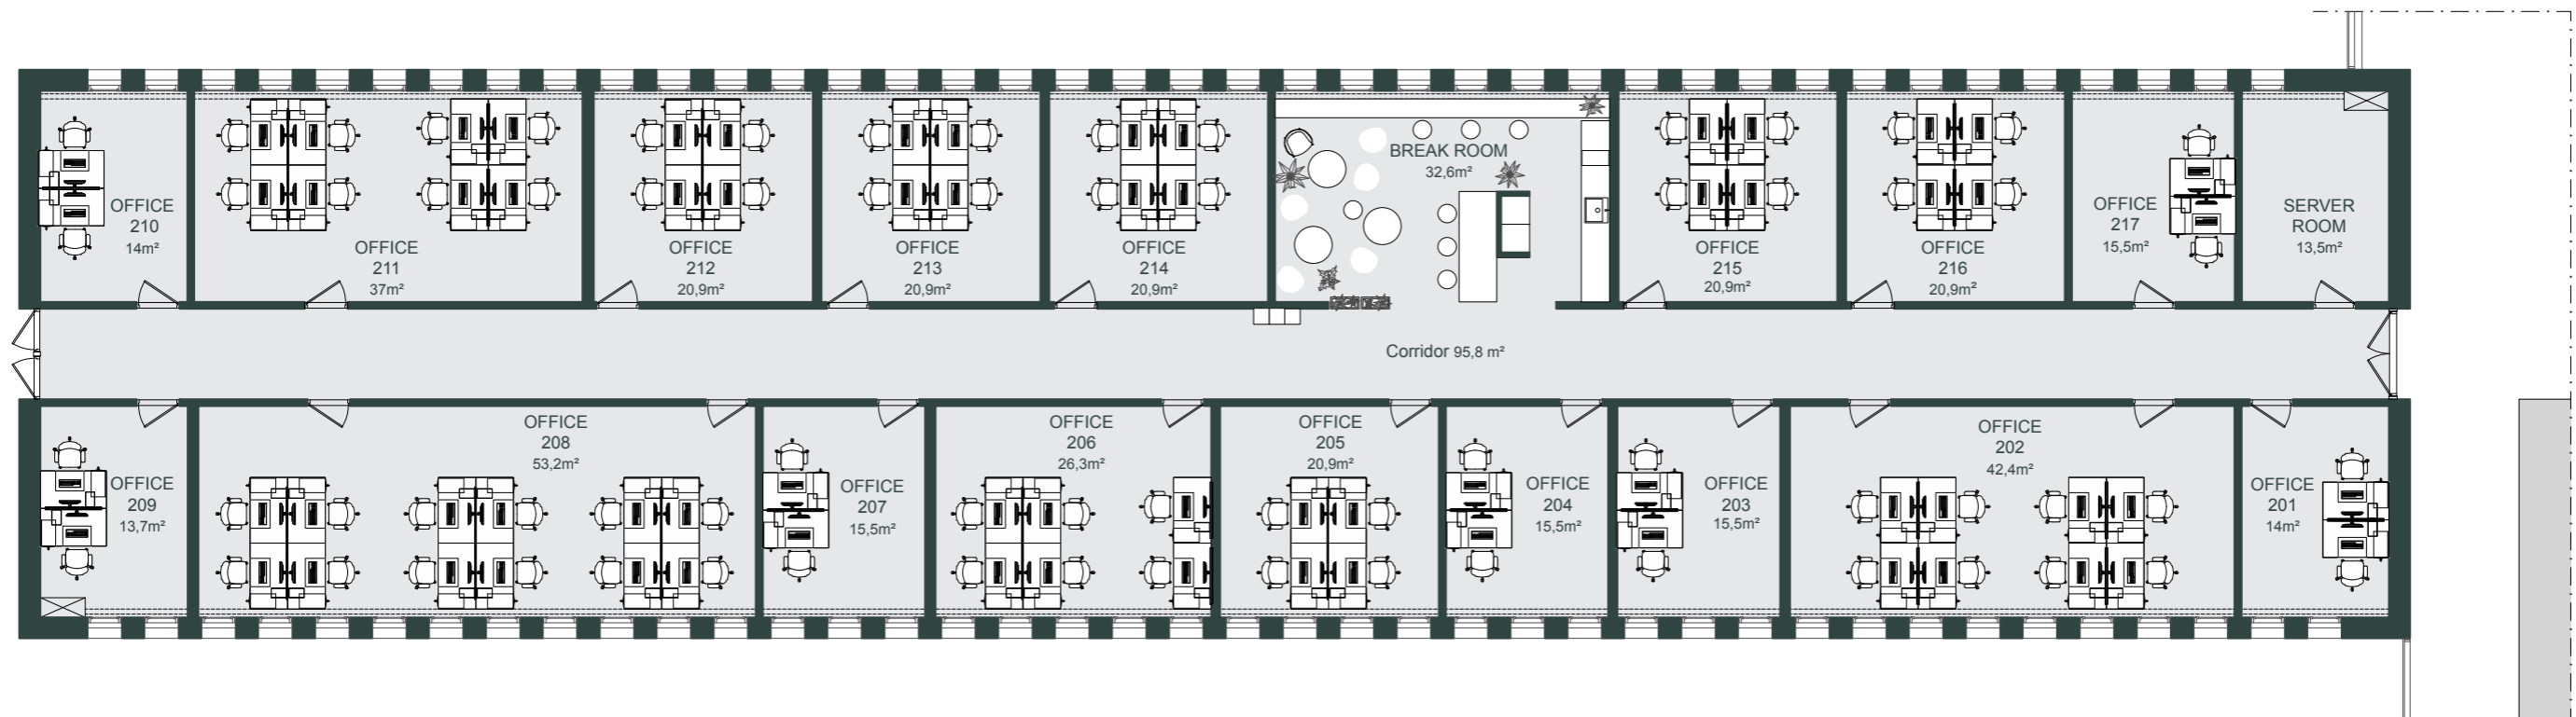 OFFICE
210
14m²
OFFICE
211
37m²
OFFICE
212
20,9m²
OFFICE
213
20,9m²
OFFICE
214
20,9m²
BREAK ROOM
32,6m²
OFFICE
215
20,9m²
OFFICE
216
20,9m²
OFFICE
217
15,5m²
SERVER
ROOM
13,5m²
Corridor 95,8 m²
OFFICE
209
13,7m²
OFFICE
208
53,2m²
OFFICE
207
15,5m²
OFFICE
206
26,3m²
OFFICE
205
20,9m²
OFFICE
204
15,5m²
OFFICE
203
15,5m²
OFFICE
202
42,4m²
OFFICE
201
14m²